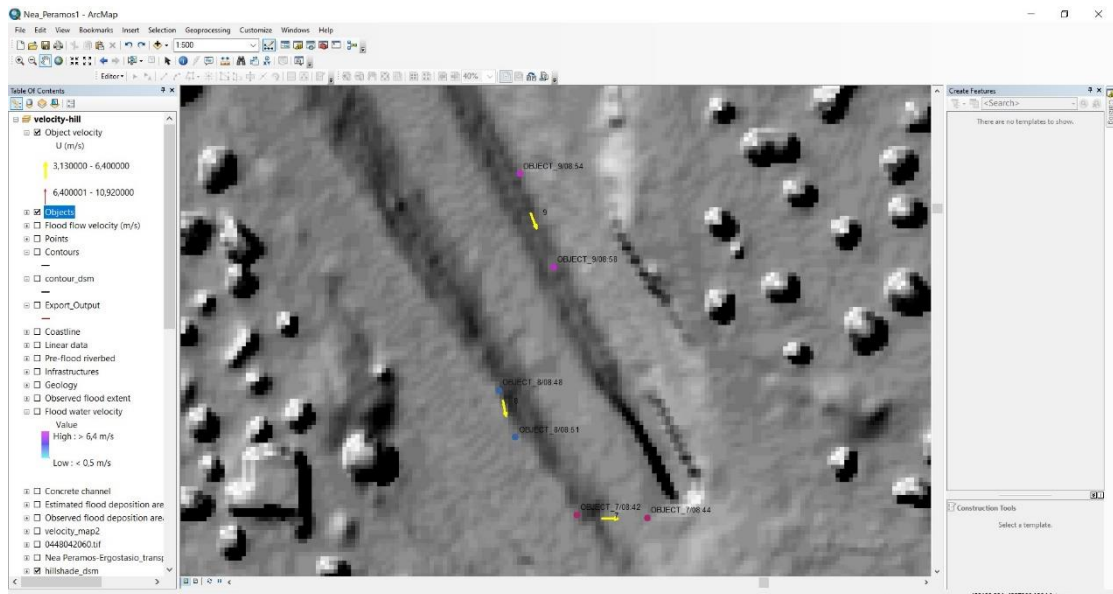 Nea_Peramos1 - ArcMap
File Edit View Bookmarks Insert Selection Geoprocessing Customize Windows Help
1:500
Editor
40%
Table Of Contents
velocity-hill
Object velocity
U (m/s)
3,130000 - 6,400000
6,400001 - 10,920000
Objects
Flood flow velocity (m/s)
Points
Contours
contour_dsm
Export_Output
Coastline
Linear data
Pre-flood riverbed
Infrastructures
Geology
Observed flood extent
Flood water velocity
Value
High : > 6,4 m/s
Low : < 0,5 m/s
Concrete channel
Estimated flood deposition are
Observed flood deposition are
velocity_map2
0448042060.tif
Nea Peramos-Ergostasio_transp
hillshade_dsm
OBJECT_9/08:54
9
OBJECT_9/08:58
OBJECT_8/08:48
OBJECT_8/08:51
OBJECT_7/08:42
7
OBJECT_7/08:44
Create Features
<Search>
There are no templates to show.
Construction Tools
Select a template.
Catalog